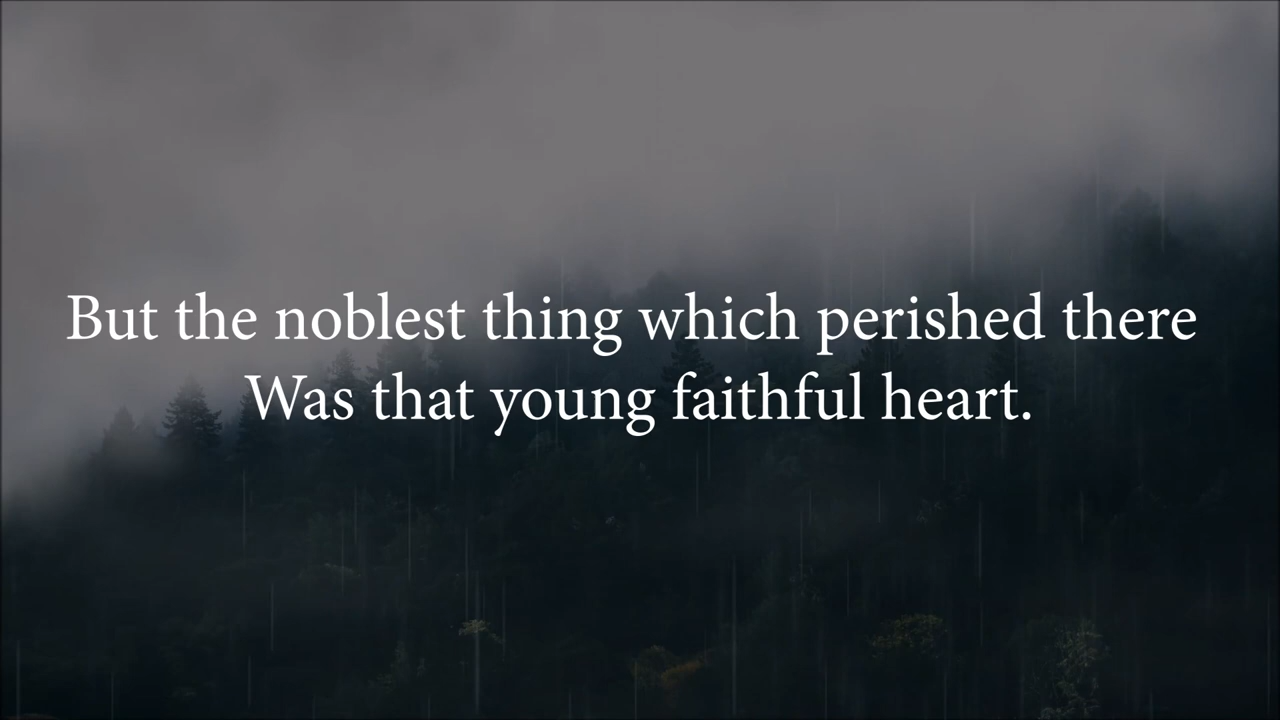 But the noblest thing which perished there
Was that young faithful heart.